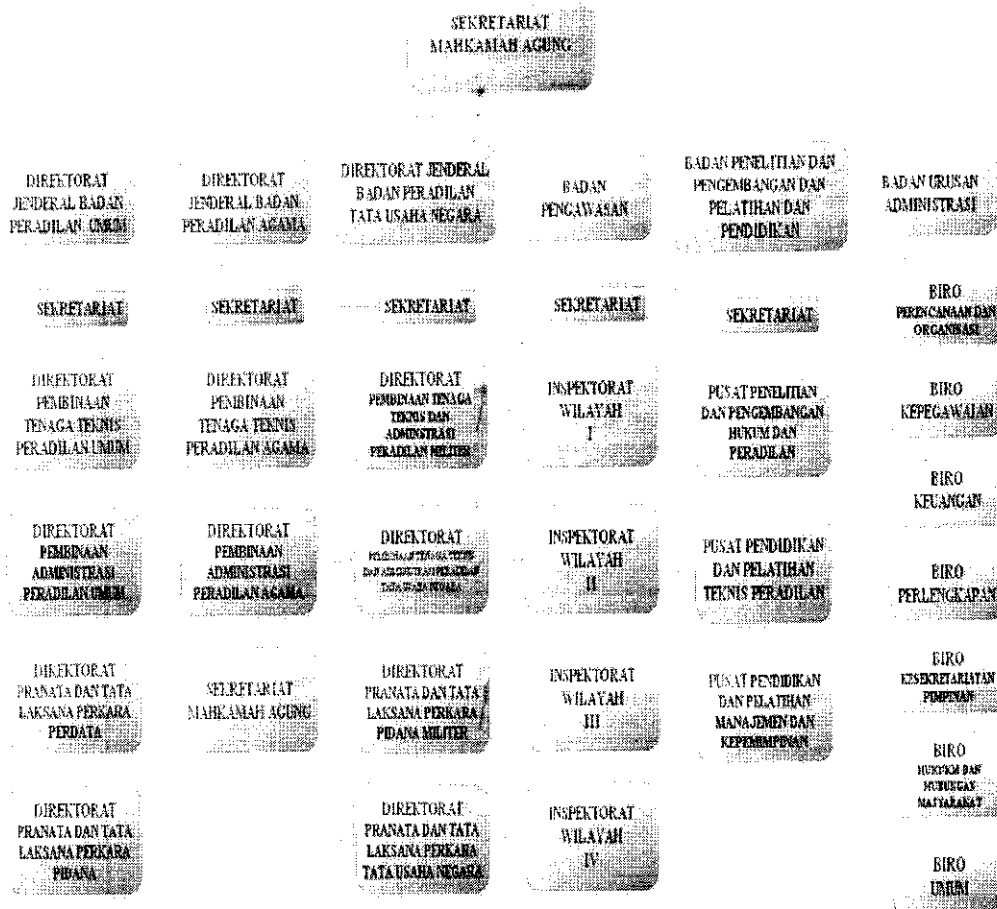 SEKRETARIAT
MAHKAMAH AGUNG
DIREKTORAT
JENDERAL BADAN
PERADILAN UMUM
DIREKTORAT
JENDERAL BADAN
PERADILAN AGAMA
DIREKTORAT JENDERAL
BADAN PERADILAN
TATA USAHA NEGARA
BADAN
PENGAWASAN
BADAN PENELITIAN DAN
PENGEMBANGAN DAN
PELATIHAN DAN
PENDIDIKAN
BADAN URUSAN
ADMINISTRASI
SEKRETARIAT
SEKRETARIAT
SEKRETARIAT
SEKRETARIAT
SEKRETARIAT
BIRO
PERENCANAAN DAN
ORGANISASI
DIREKTORAT
PEMBINAAN
TENAGA TEKNIS
PERADILAN UMUM
DIREKTORAT
PEMBINAAN
TENAGA TEKNIS
PERADILAN AGAMA
DIREKTORAT
PEMBINAAN TENAGA
TEKNIS DAN
ADMINSTRASI
PERADILAN MILITER
INSPEKTORAT
WILAYAH
I
PUSAT PENELITIAN
DAN PENGEMBANGAN
HUKUM DAN
PERADILAN
BIRO
KEPEGAWAIAN
BIRO
KEUANGAN
DIREKTORAT
PEMBINAAN
ADMINISTRASI
PERADILAN UMUM
DIREKTORAT
PEMBINAAN
ADMINISTRASI
PERADILAN AGAMA
DIREKTORAT
TATA USAHA NEGARA
INSPEKTORAT
WILAYAH
II
PUSAT PENDIDIKAN
DAN PELATIHAN
TEKNIS PERADILAN
BIRO
PERLENGKAPAN
DIREKTORAT
PRANATA DAN TATA
LAKSANA PERKARA
PERDATA
SEKRETARIAT
MAHKAMAH AGUNG
DIREKTORAT
PRANATA DAN TATA
LAKSANA PERKARA
PIDANA MILITER
INSPEKTORAT
WILAYAH
III
PUSAT PENDIDIKAN
DAN PELATIHAN
MANAJEMEN DAN
KEPEMIMPINAN
BIRO
KESEKRETARIATAN
PIMPINAN
BIRO
HUKUM DAN
HUBUNGAN
MASYARAKAT
DIREKTORAT
PRANATA DAN TATA
LAKSANA PERKARA
PIDANA
DIREKTORAT
PRANATA DAN TATA
LAKSANA PERKARA
TATA USAHA NEGARA
INSPEKTORAT
WILAYAH
IV
BIRO
UMUM